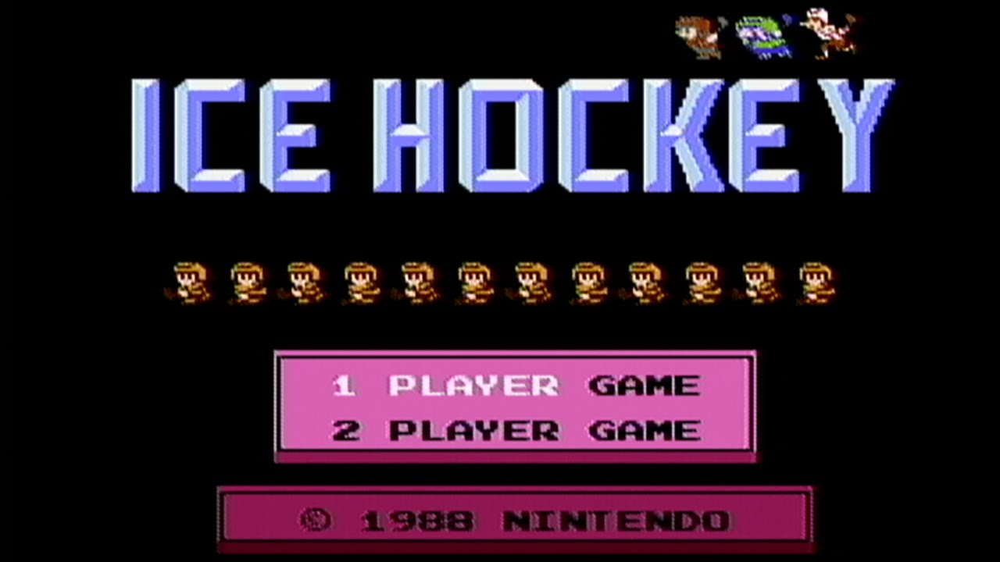 ICE HOCKEY
1 PLAYER GAME
2 PLAYER GAME
© 1988 NINTENDO